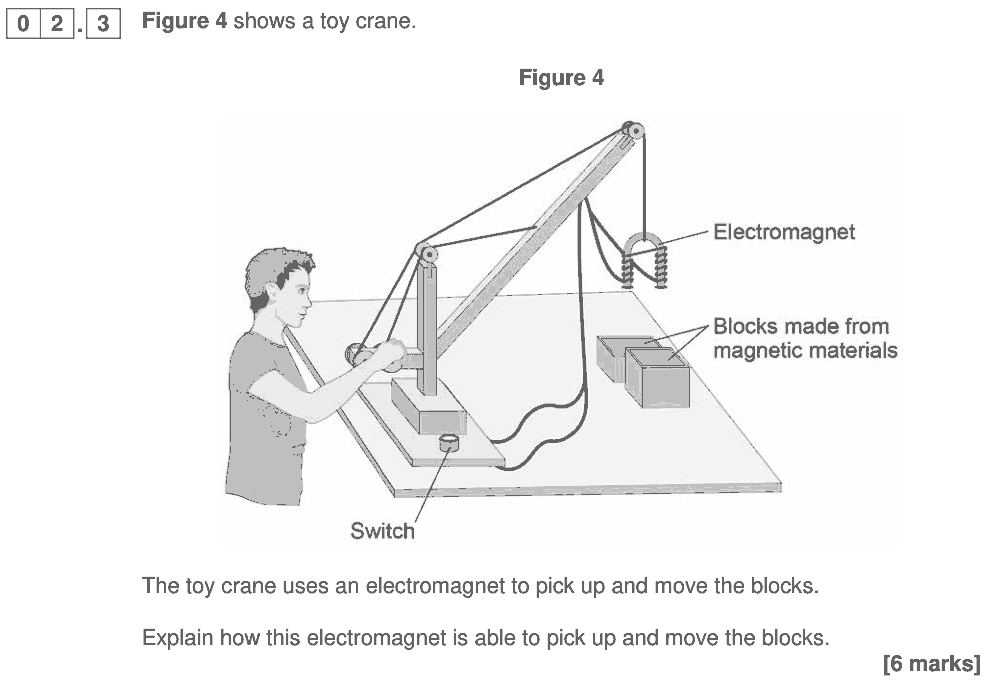 0 2 . 3 Figure 4 shows a toy crane.
Figure 4
Electromagnet
Blocks made from
magnetic materials
Switch
The toy crane uses an electromagnet to pick up and move the blocks.
Explain how this electromagnet is able to pick up and move the blocks.
[6 marks]